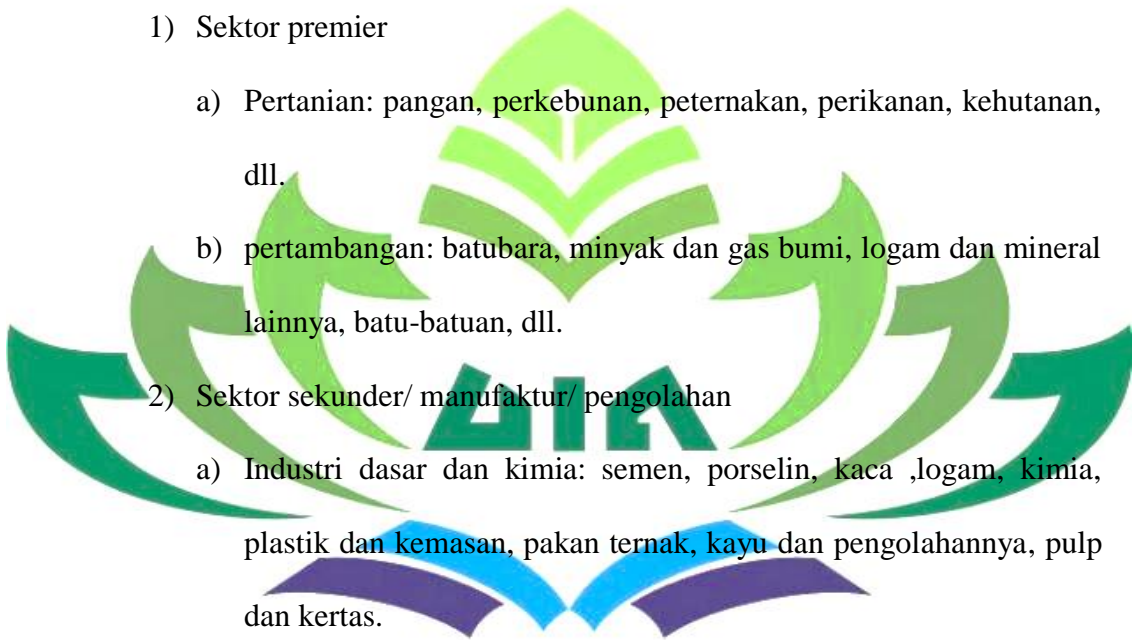 1) Sektor premier
a) Pertanian: pangan, perkebunan, peternakan, perikanan, kehutanan,
dll.
b) pertambangan: batubara, minyak dan gas bumi, logam dan mineral
lainnya, batu-batuan, dll.
2) Sektor sekunder/ manufaktur/ pengolahan
UIN
a) Industri dasar dan kimia: semen, porselin, kaca ,logam, kimia,
plastik dan kemasan, pakan ternak, kayu dan pengolahannya, pulp
dan kertas.